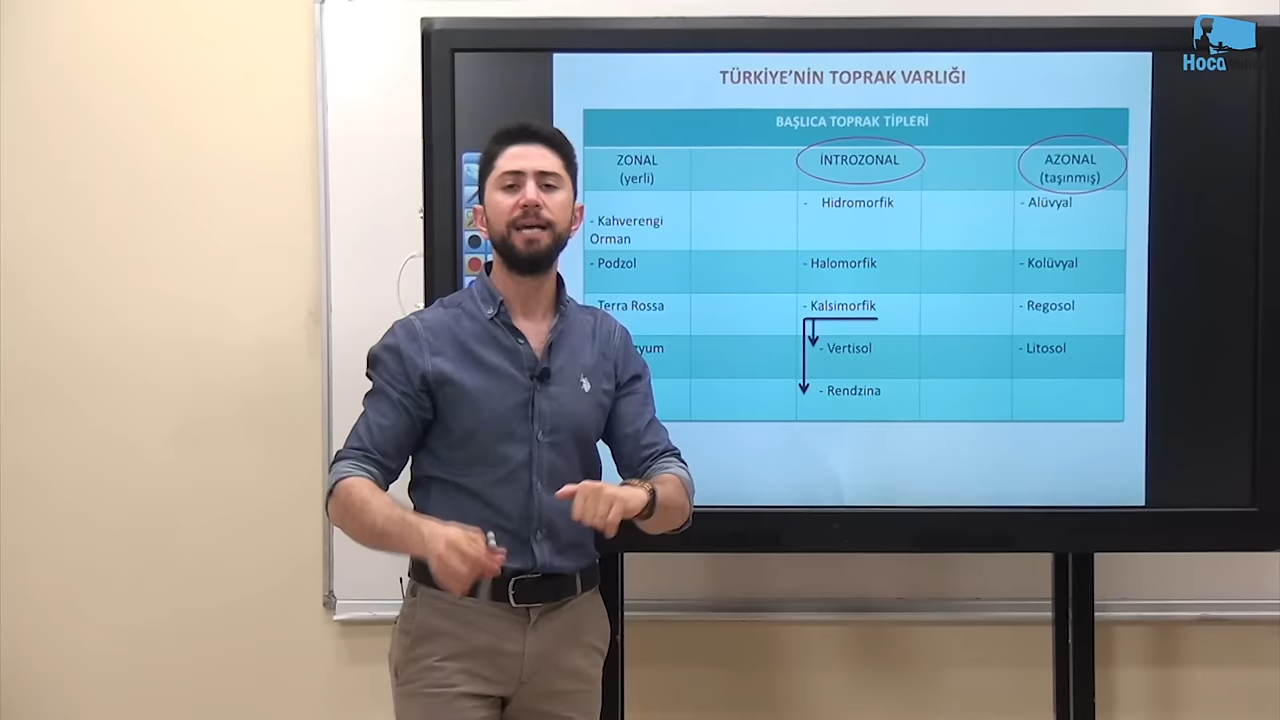 Hoca
TÜRKİYE'NİN TOPRAK VARLIĞI
BAŞLICA TOPRAK TİPLERİ
ZONAL
(yerli)
İNTROZONAL
AZONAL
(taşınmış)
- Kahverengi
Orman
- Hidromorfik
- Alüvyal
- Podzol
- Halomorfik
- Kolüvyal
Terra Rossa
- Kalsimorfik
- Regosol
- Vertisol
- Litosol
- Rendzina